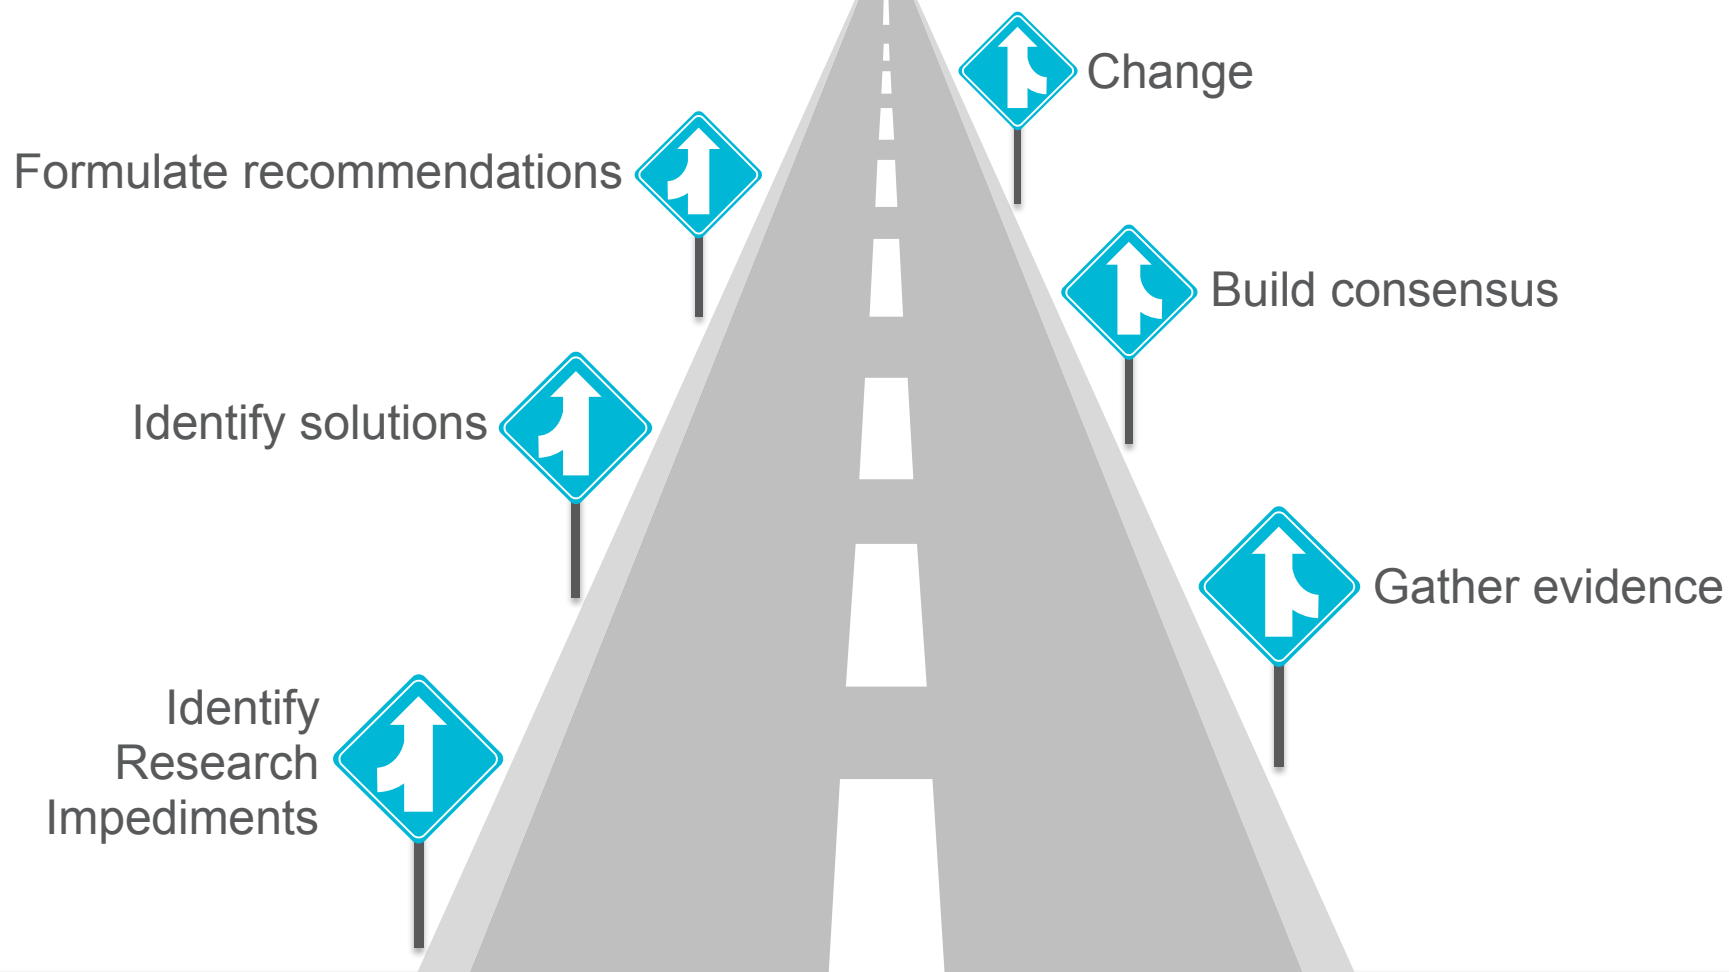 Change
Formulate recommendations
Build consensus
Identify solutions
Gather evidence
Identify
Research
Impediments